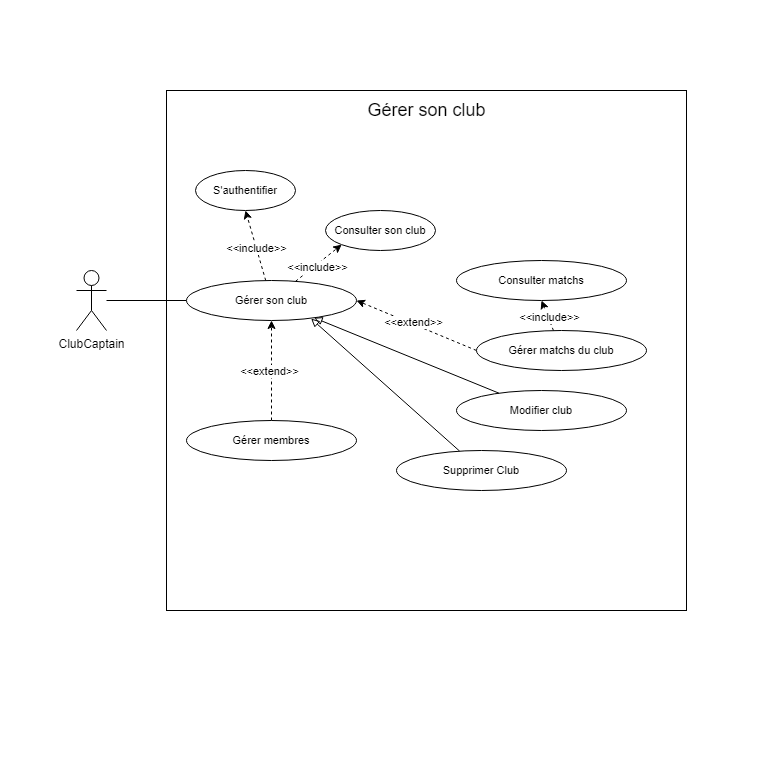 Gérer son club
S'authentifier
Consulter son club
<<include>>
<<include>>
Consulter matchs
Gérer son club
<<include>>
<<extend>>
ClubCaptain
Gérer matchs du club
<<extend>>
Modifier club
Gérer membres
Supprimer Club